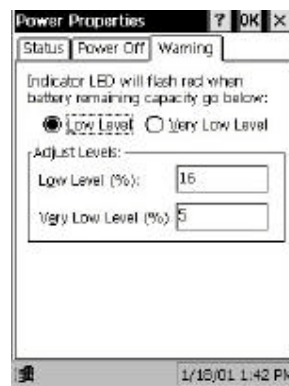 Power Properties ? OK ×
Status Power Off Warning
Indicator LED will flash red when
battery remaining capacity go below:
Low Level Very Low Level
Adjust Levels:
Low Level (%): 16
Very Low Level (%) 5
1/18/01 1:42 PM